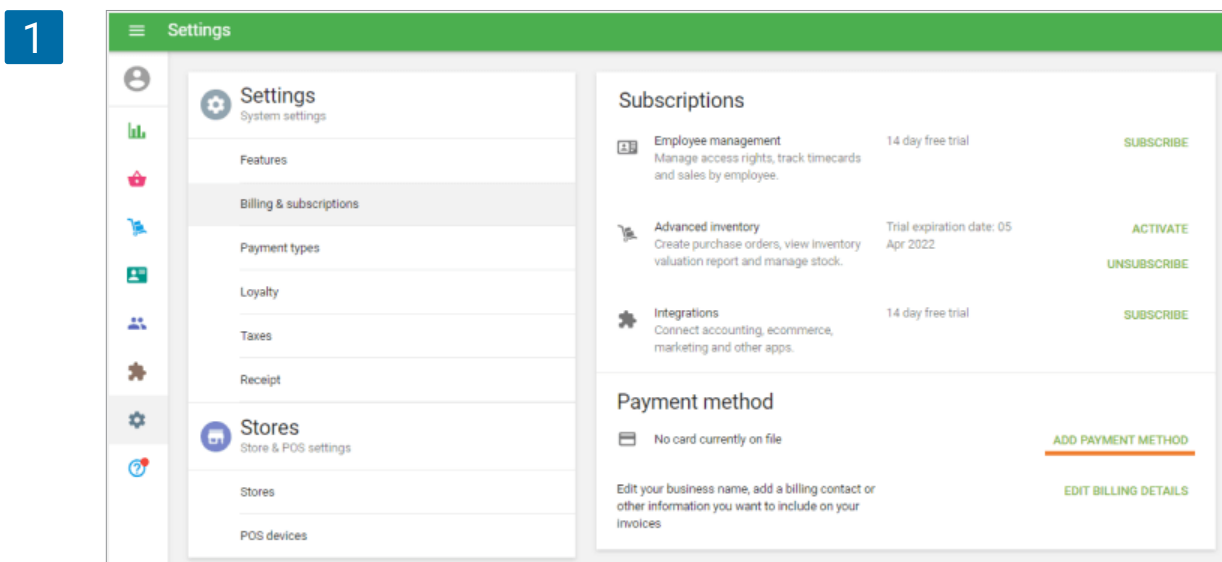 1
Settings
Settings
System settings
Features
Billing & subscriptions
Payment types
Loyalty
Taxes
Receipt
Stores
Store & POS settings
Stores
POS devices
Subscriptions
Employee management
Manage access rights, track timecards
and sales by employee.
14 day free trial
SUBSCRIBE
Advanced inventory
Create purchase orders, view inventory
valuation report and manage stock.
Trial expiration date: 05
Apr 2022
ACTIVATE
UNSUBSCRIBE
Integrations
Connect accounting, ecommerce,
marketing and other apps.
14 day free trial
SUBSCRIBE
Payment method
No card currently on file
ADD PAYMENT METHOD
Edit your business name, add a billing contact or
other information you want to include on your
invoices
EDIT BILLING DETAILS